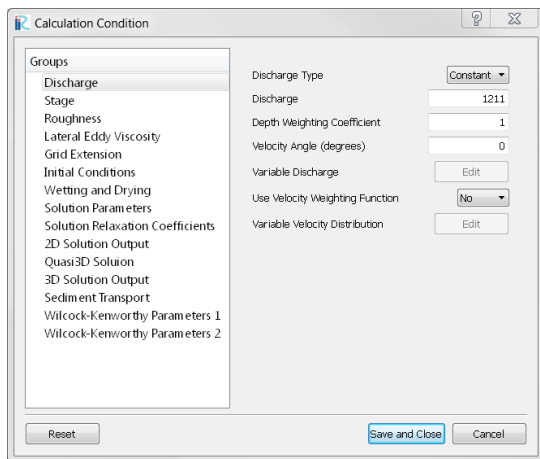 Calculation Condition
Groups
Discharge
Stage
Roughness
Lateral Eddy Viscosity
Grid Extension
Initial Conditions
Wetting and Drying
Solution Parameters
Solution Relaxation Coefficients
2D Solution Output
Quasi3D Soluion
3D Solution Output
Sediment Transport
Wilcock-Kenworthy Parameters 1
Wilcock-Kenworthy Parameters 2
Discharge Type Constant
Discharge 1211
Depth Weighting Coefficient 1
Velocity Angle (degrees) 0
Variable Discharge Edit
Use Velocity Weighting Function No
Variable Velocity Distribution Edit
Reset Save and Close Cancel